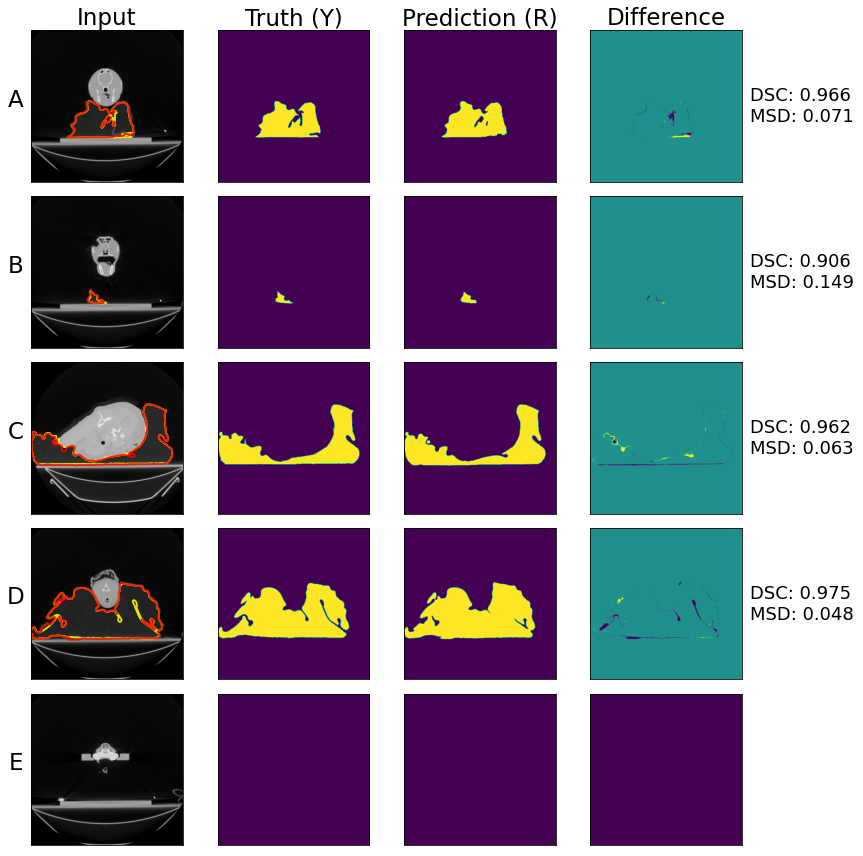 Input Truth (Y) Prediction (R) Difference
A
DSC: 0.966
MSD: 0.071
B
DSC: 0.906
MSD: 0.149
C
DSC: 0.962
MSD: 0.063
D
DSC: 0.975
MSD: 0.048
E